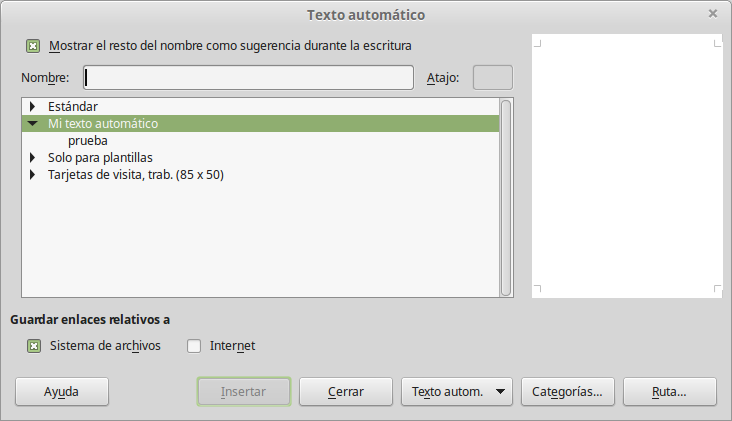 Texto automático
Mostrar el resto del nombre como sugerencia durante la escritura
Nombre:
Atajo:
Estándar
Mi texto automático
prueba
Solo para plantillas
Tarjetas de visita, trab. (85 x 50)
Guardar enlaces relativos a
Sistema de archivos Internet
Ayuda Insertar Cerrar Texto autom. Categorías... Ruta...